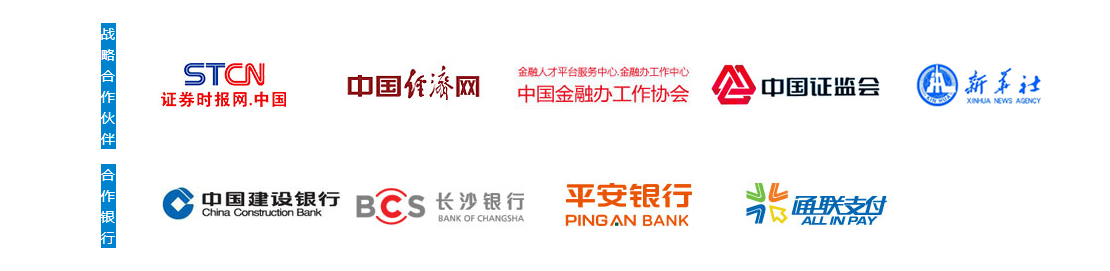 战略合作伙伴
STCN
证券时报网.中国
中国经济网
金融人才平台服务中心.金融办工作中心
中国金融办工作协会
中国证监会
XIN HUA
新华社
XINHUA NEWS AGENCY
合作银行
中国建设银行
China Construction Bank
BCS
长沙银行
BANK OF CHANGSHA
平安银行
PINGAN BANK
通联支付
ALL IN PAY